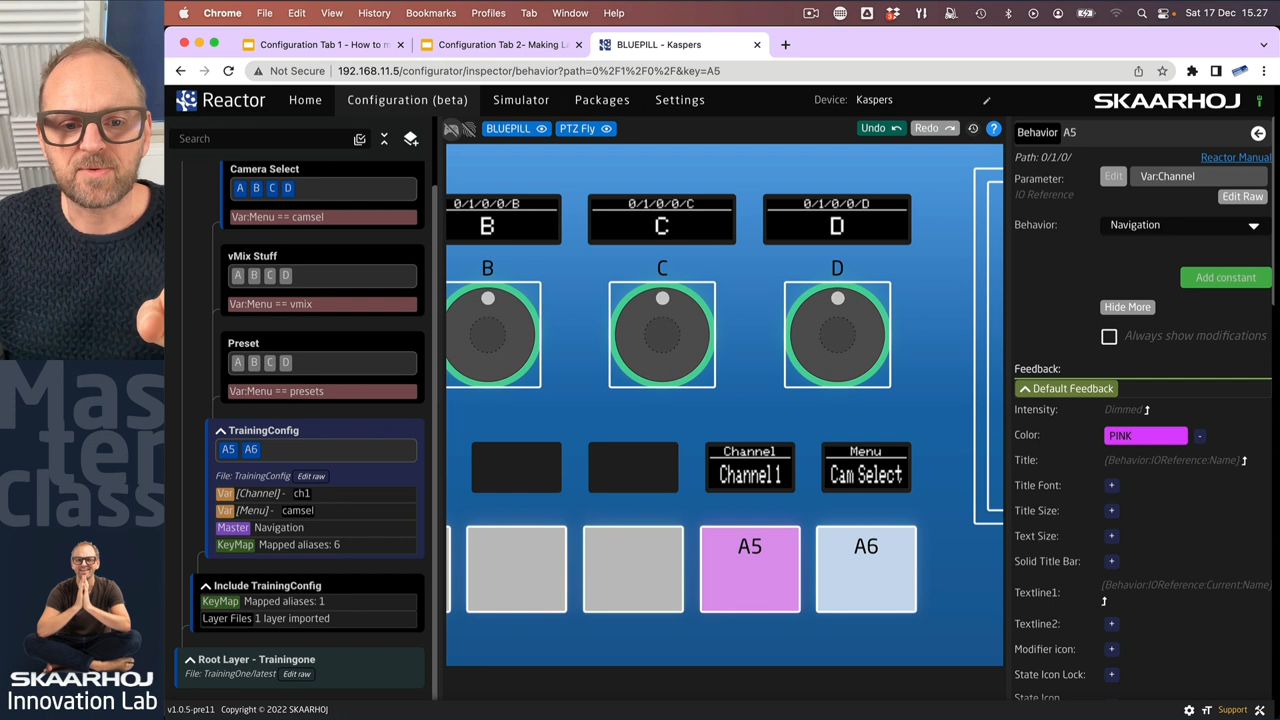 Chrome File Edit View History Bookmarks Profiles Tab Window Help Sat 17 Dec 15.27
Configuration Tab 1 - How to m
Configuration Tab 2- Making L
BLUEPILL - Kaspers
Not Secure 192.168.11.5/configurator/inspector/behavior?path=0%2F1%2F0%2F&key=A5
Reactor Home Configuration (beta) Simulator Packages Settings Device: Kaspers SKAARHOJ
Search
BLUEPILL PTZ Fly Undo Redo ?
Camera Select
A B C D
Var:Menu == camsel
vMix Stuff
A B C D
Var:Menu == vmix
Preset
A B C D
Var:Menu == presets
TrainingConfig
A5 A6
File: TrainingConfig Edit raw
Var [Channel] - ch1
Var [Menu] - camsel
Master Navigation
KeyMap Mapped aliases: 6
Include TrainingConfig
KeyMap Mapped aliases: 1
Layer Files 1 layer imported
Root Layer - Trainingone
File: TrainingOne/latest Edit raw
0/1/0/0/B
B
0/1/0/0/C
C
0/1/0/0/D
D
B C D
Channel
Channel 1
Menu
Cam Select
A5 A6
Behavior A5
Path: 0/1/0/ Reactor Manual
Parameter: Edit Var:Channel
IO Reference Edit Raw
Behavior: Navigation
Add constant
Hide More
Always show modifications
Feedback:
Default Feedback
Intensity: Dimmed
Color: PINK -
Title: {Behavior:IOReference:Name}
Title Font: +
Title Size: +
Text Size: +
Solid Title Bar: +
Textline1: {Behavior:IOReference:Current:Name}
Textline2: +
Modifier icon: +
State Icon Lock: +
State Icon
Mas
ter
Class
SKAARHOJ
Innovation Lab
v1.0.5-pre11 Copyright © 2022 SKAARHOJ
Support